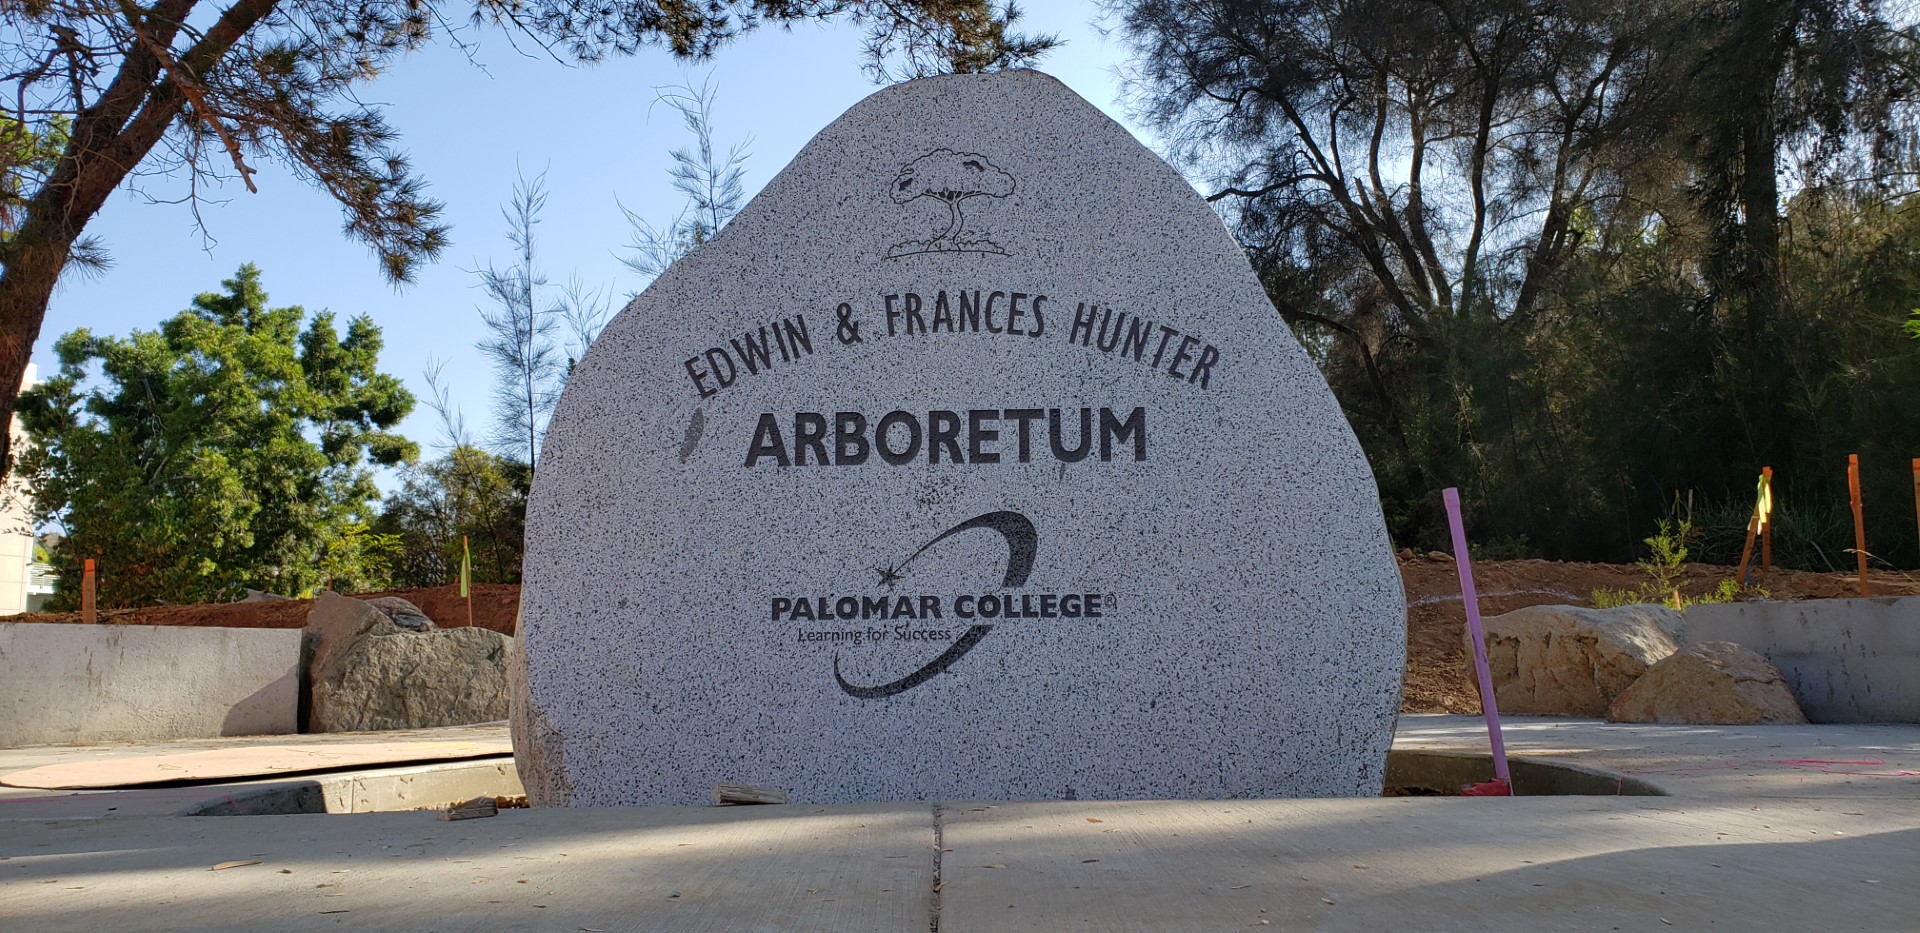 EDWIN & FRANCES HUNTER
ARBORETUM
PALOMAR COLLEGE®
Learning for Success